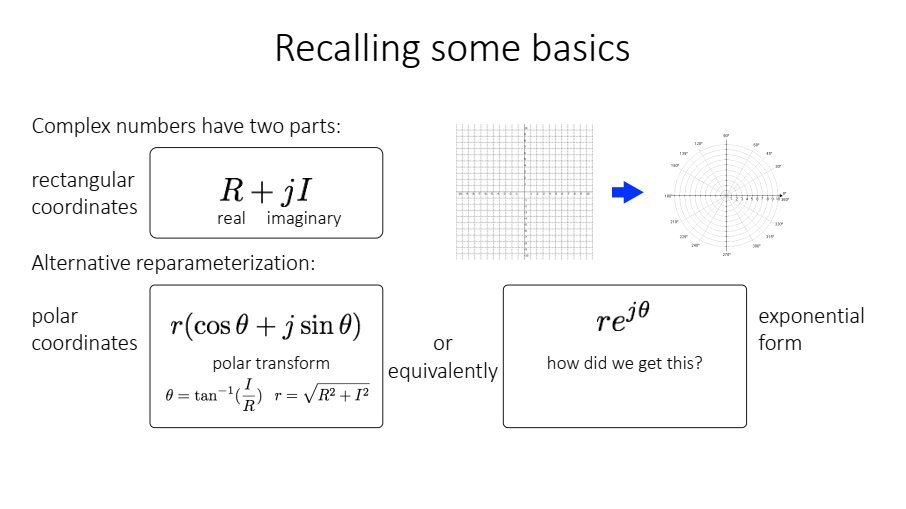 Recalling some basics
Complex numbers have two parts:
rectangular
coordinates
R + jI
real imaginary
Alternative reparameterization:
polar
coordinates
r(cos θ + j sin θ)
polar transform
θ = tan⁻¹(I/R) r = √(R² + I²)
or
equivalently
re^{jθ}
how did we get this?
exponential
form